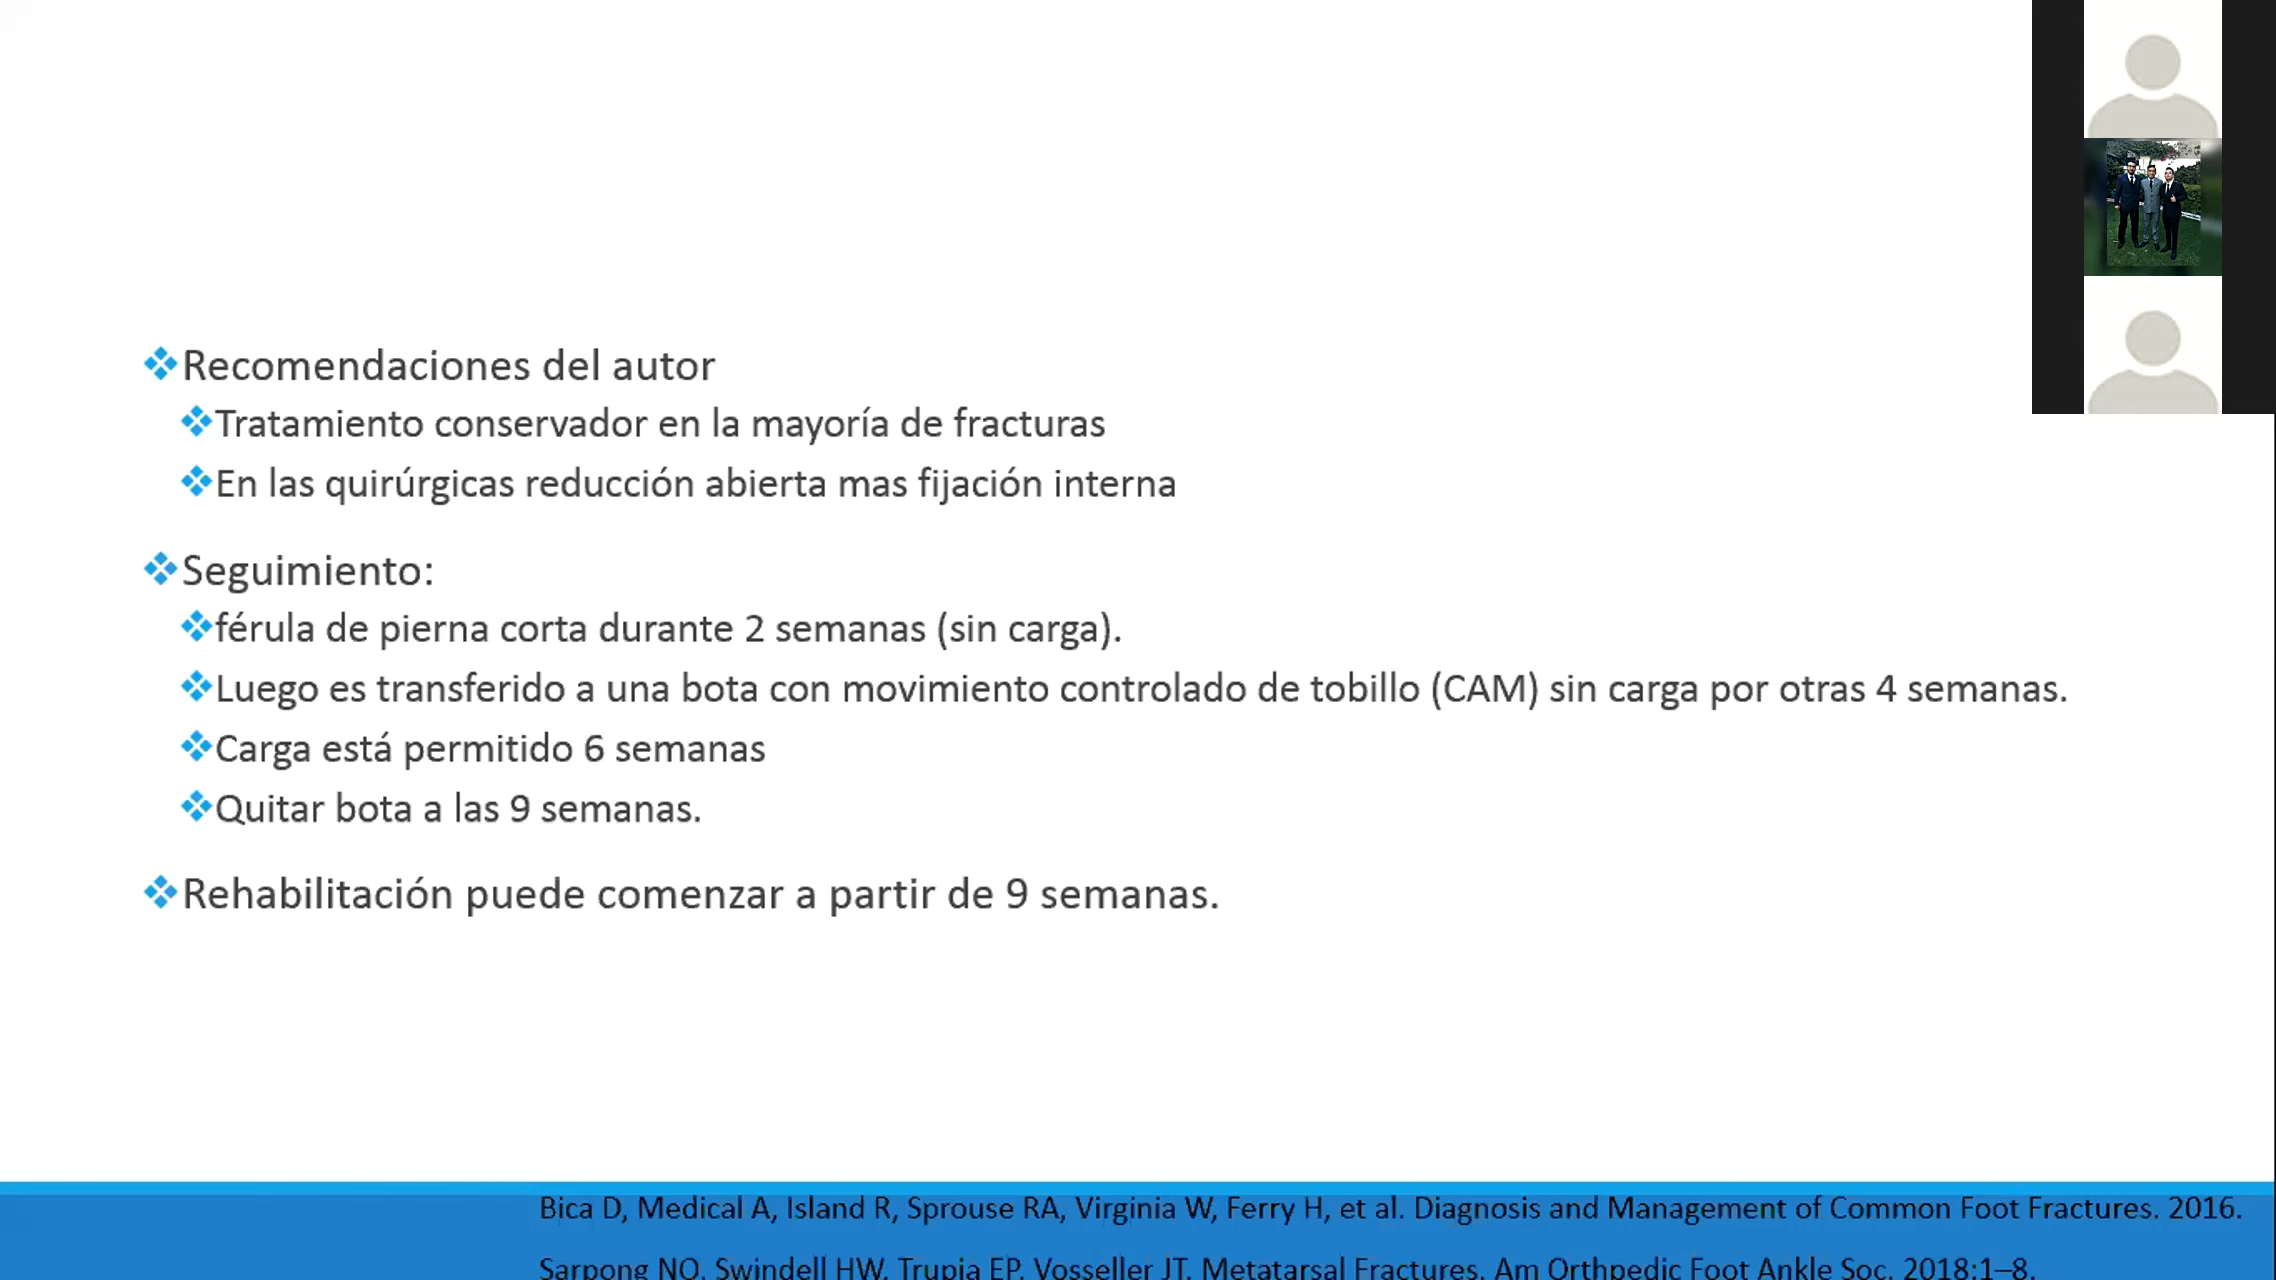 Recomendaciones del autor
Tratamiento conservador en la mayoría de fracturas
En las quirúrgicas reducción abierta mas fijación interna
Seguimiento:
férula de pierna corta durante 2 semanas (sin carga).
Luego es transferido a una bota con movimiento controlado de tobillo (CAM) sin carga por otras 4 semanas.
Carga está permitido 6 semanas
Quitar bota a las 9 semanas.
Rehabilitación puede comenzar a partir de 9 semanas.
Bica D, Medical A, Island R, Sprouse RA, Virginia W, Ferry H, et al. Diagnosis and Management of Common Foot Fractures. 2016.
Sarpong NO, Swindell HW, Trupia EP, Vosseller JT. Metatarsal Fractures. Am Orthpedic Foot Ankle Soc. 2018:1–8.